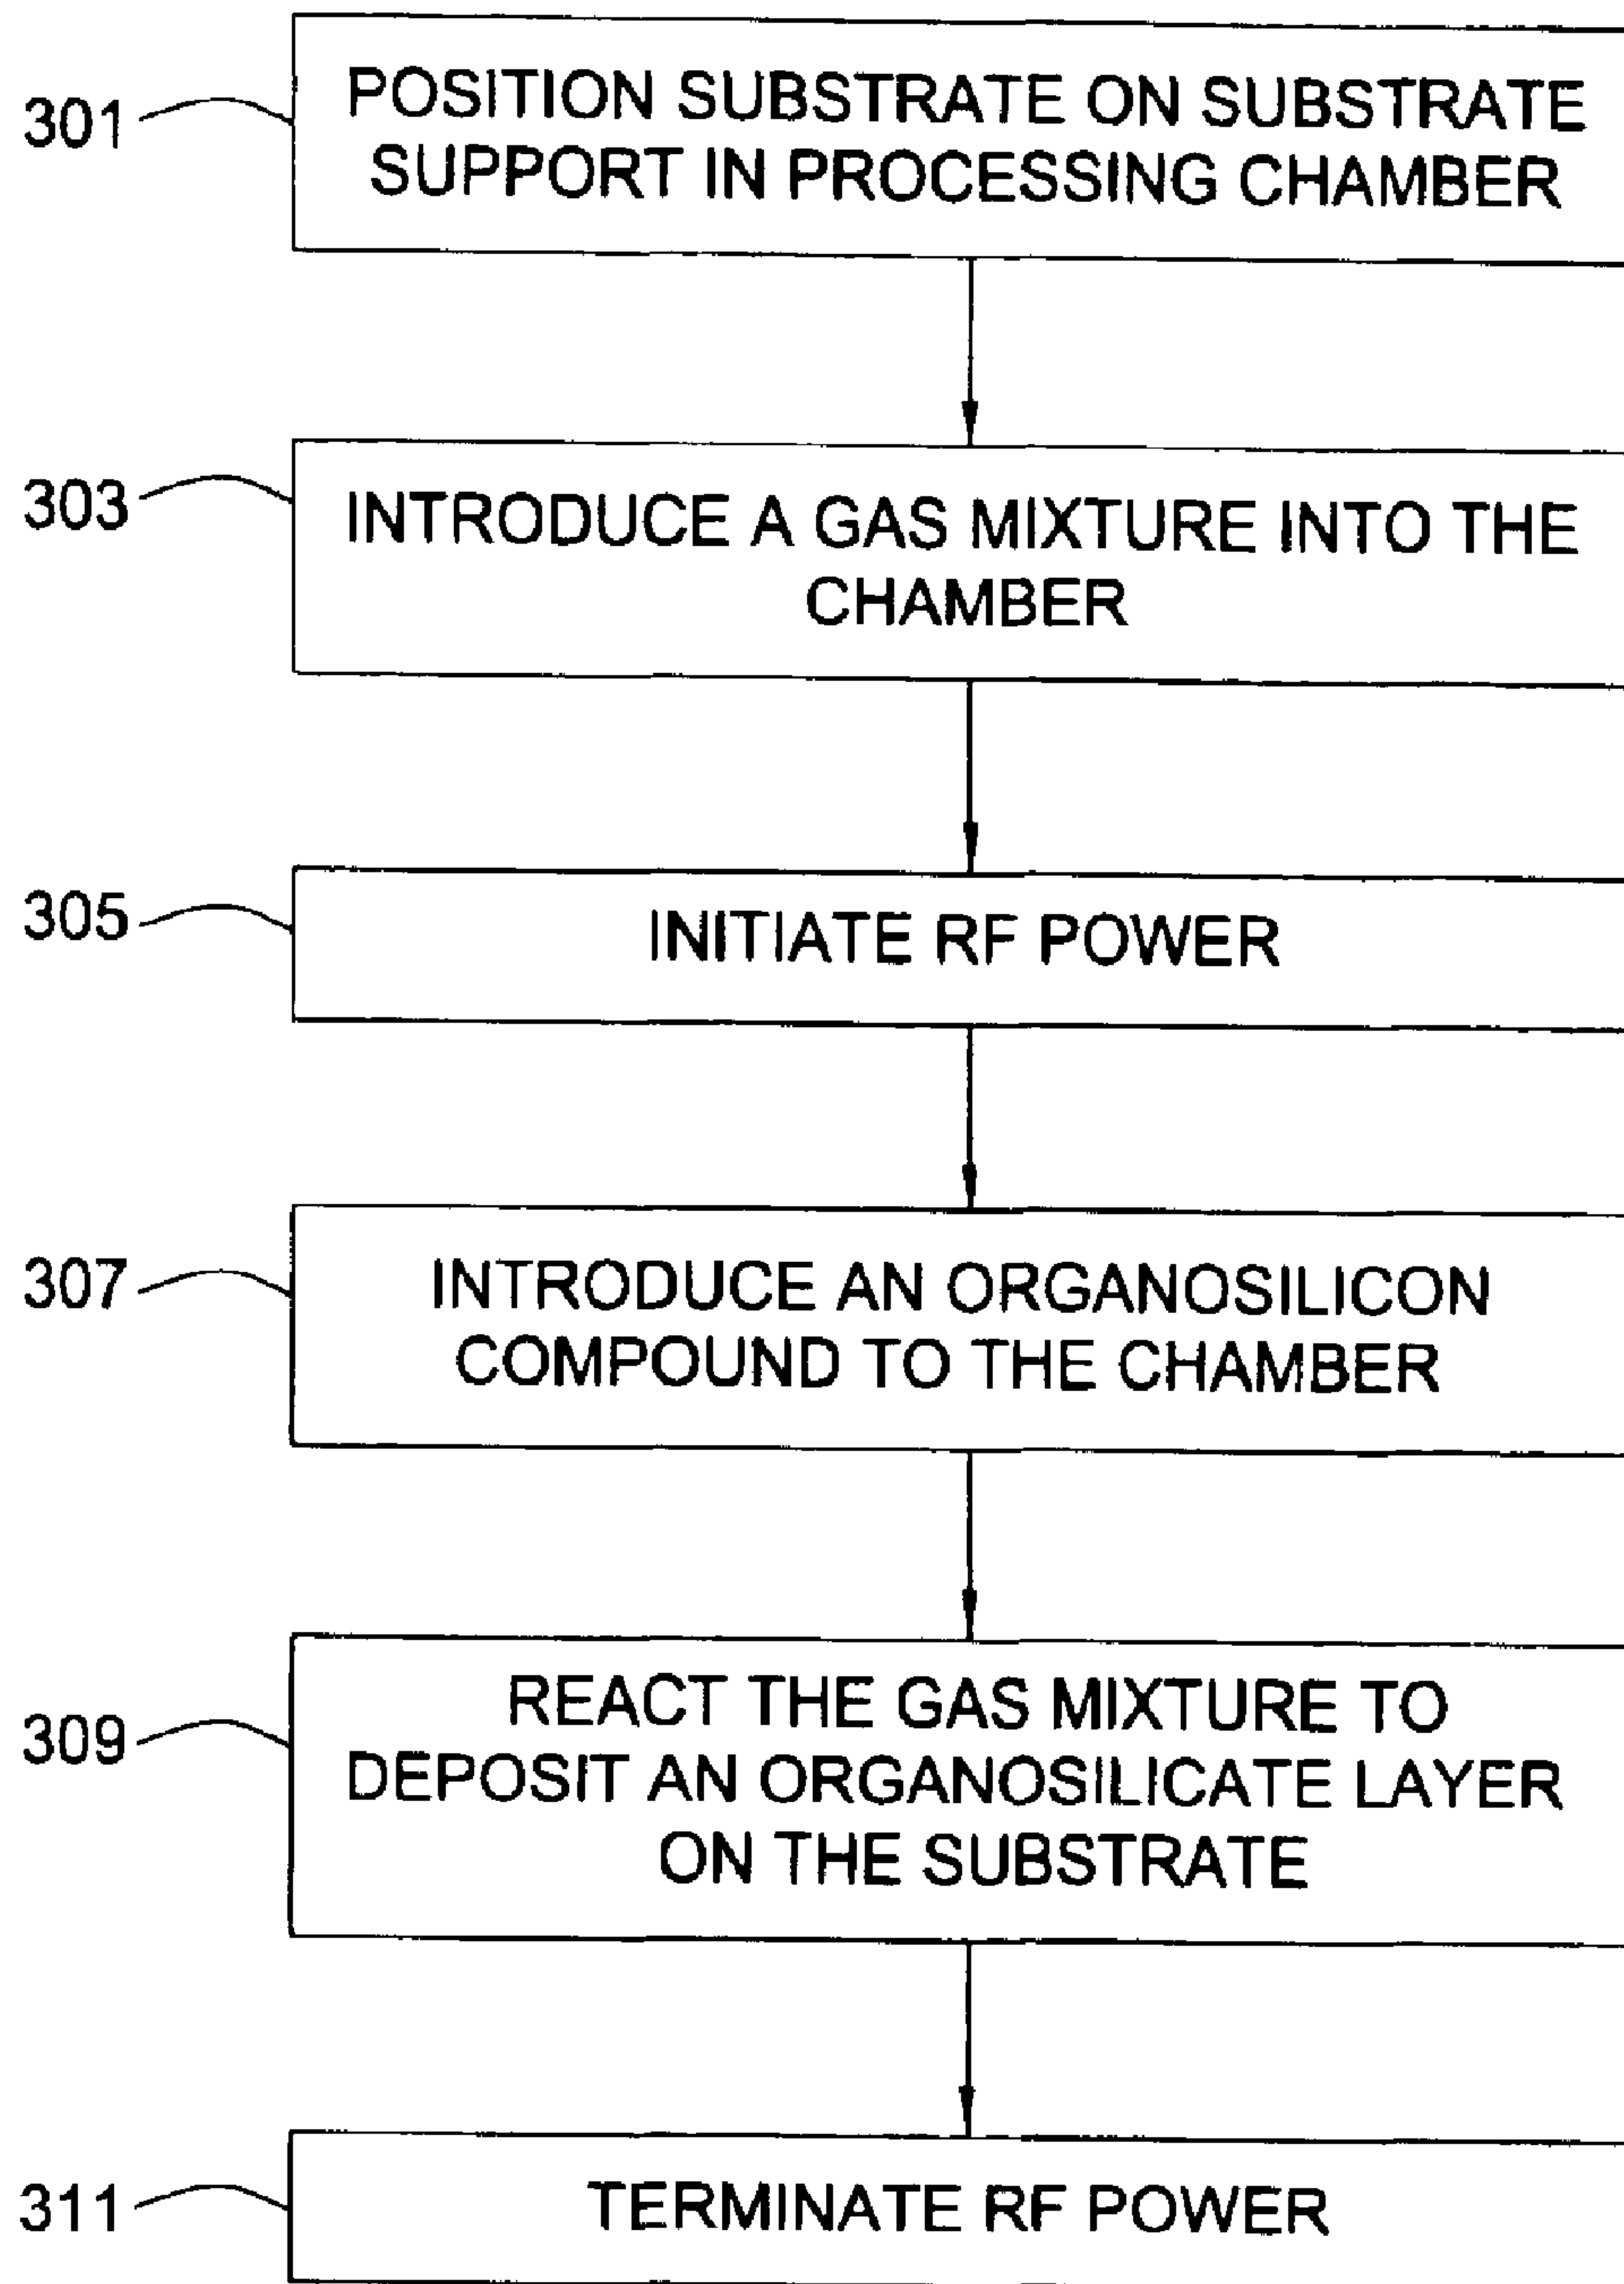 301
POSITION SUBSTRATE ON SUBSTRATE
SUPPORT IN PROCESSING CHAMBER
303
INTRODUCE A GAS MIXTURE INTO THE
CHAMBER
305
INITIATE RF POWER
307
INTRODUCE AN ORGANOSILICON
COMPOUND TO THE CHAMBER
309
REACT THE GAS MIXTURE TO
DEPOSIT AN ORGANOSILICATE LAYER
ON THE SUBSTRATE
311
TERMINATE RF POWER